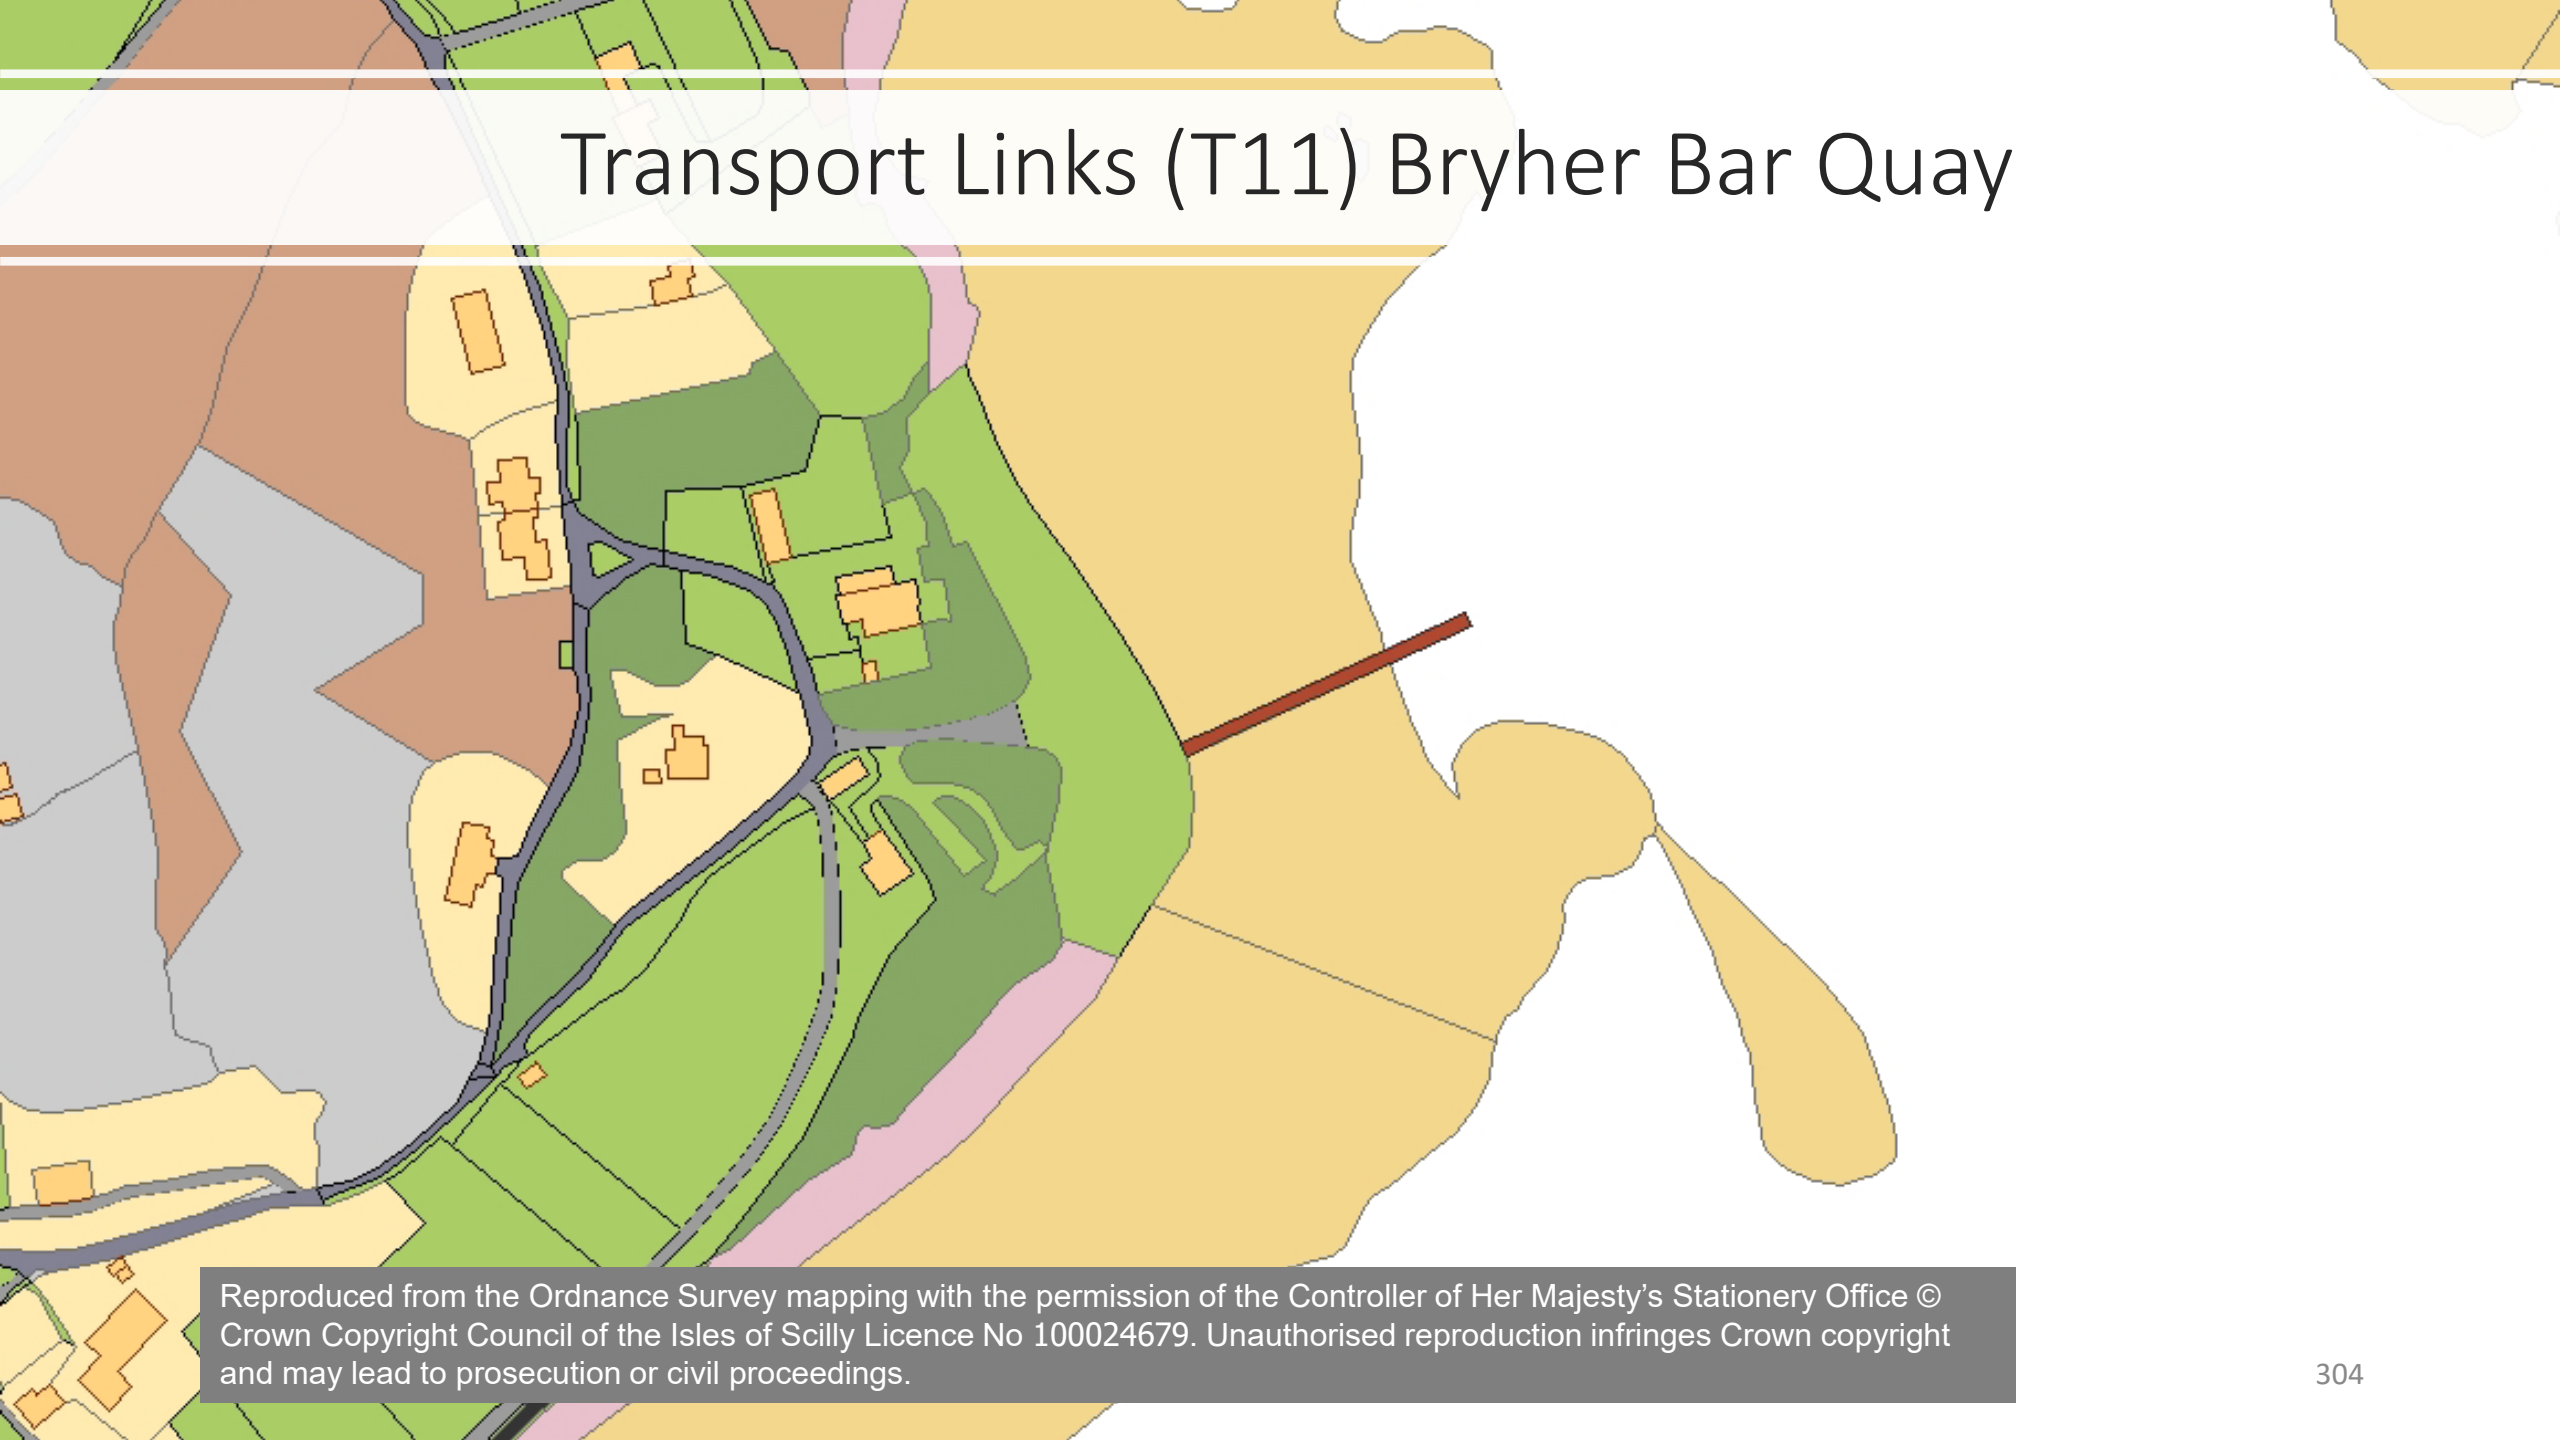 Transport Links (T11) Bryher Bar Quay
Reproduced from the Ordnance Survey mapping with the permission of the Controller of Her Majesty’s Stationery Office ©
Crown Copyright Council of the Isles of Scilly Licence No 100024679. Unauthorised reproduction infringes Crown copyright
and may lead to prosecution or civil proceedings.
304